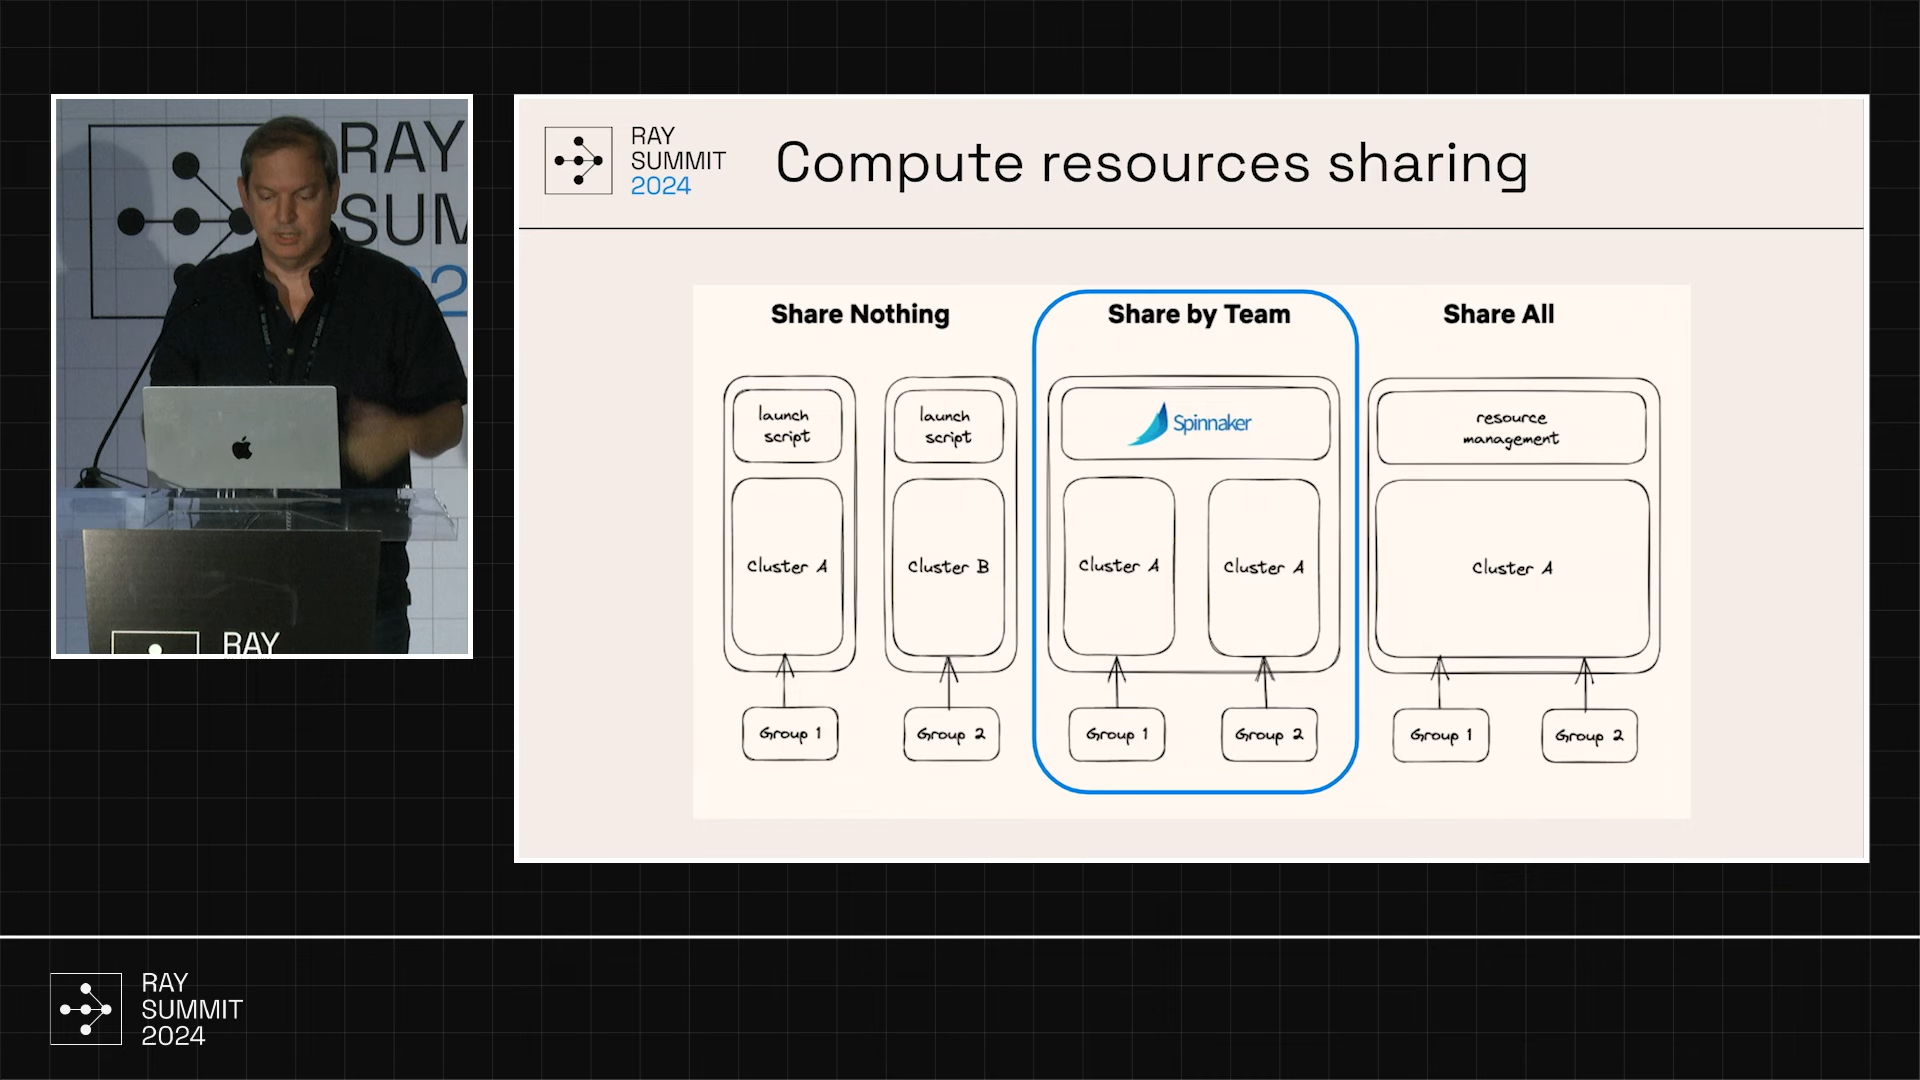 RAY
SUM
2
RAY
RAY
SUMMIT
2024
Compute resources sharing
Share Nothing
Share by Team
Share All
launch
script
launch
script
Spinnaker
resource
management
Cluster A
Cluster B
Cluster A
Cluster A
Cluster A
Group 1
Group 2
Group 1
Group 2
Group 1
Group 2
RAY
SUMMIT
2024